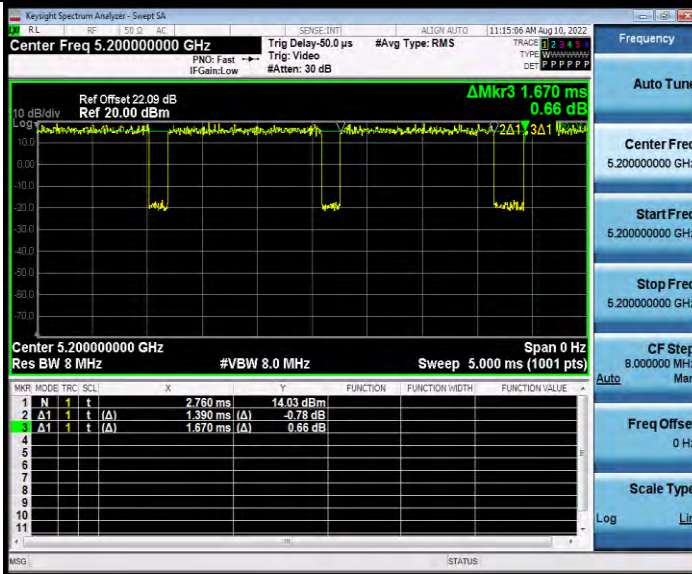 Keysight Spectrum Analyzer - Swept SA
RL RF 50 Ω AC SENSE:INT ALIGN AUTO 11:15:06 AM Aug 10, 2022
Center Freq 5.200000000 GHz
PNO: Fast
IFGain:Low
Trig Delay-50.0 µs
Trig: Video
#Atten: 30 dB
#Avg Type: RMS
TRACE 1 2 3 4 5 6
TYPE WWWWWW
DET P P P P P P
Frequency
Auto Tune
Center Freq
5.200000000 GHz
Start Freq
5.200000000 GHz
Stop Freq
5.200000000 GHz
CF Step
8.000000 MHz
Auto Man
Freq Offset
0 Hz
Scale Type
Log Lin
ΔMkr3 1.670 ms
0.66 dB
Ref Offset 22.09 dB
10 dB/div Ref 20.00 dBm
Log
10.0
0.00
-10.0
-20.0
-30.0
-40.0
-50.0
-60.0
-70.0
2Δ1 3Δ1
Center 5.200000000 GHz Span 0 Hz
Res BW 8 MHz #VBW 8.0 MHz Sweep 5.000 ms (1001 pts)
MKR MODE TRC SCL X Y FUNCTION FUNCTION WIDTH FUNCTION VALUE
1 N 1 t 2.760 ms 14.03 dBm
2 Δ1 1 t (Δ) 1.390 ms (Δ) -0.78 dB
3 Δ1 1 t (Δ) 1.670 ms (Δ) 0.66 dB
4
5
6
7
8
9
10
11
MSG STATUS